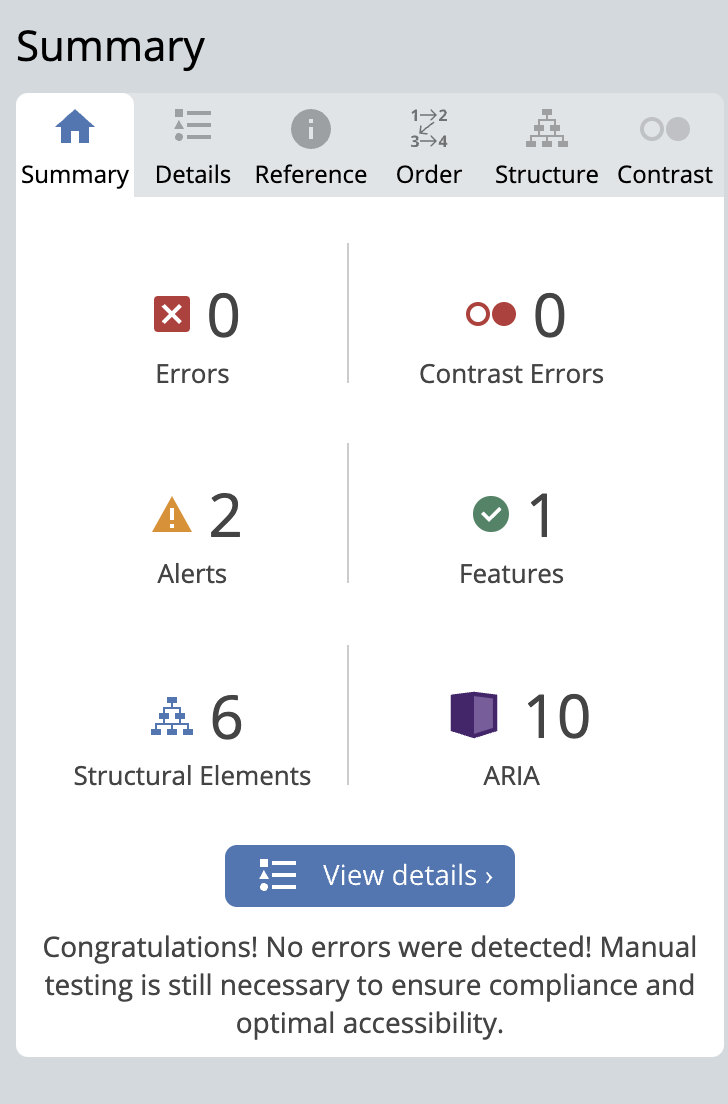 Summary
1→2
3→4
Summary Details Reference Order Structure Contrast
0 0
Errors Contrast Errors
2 1
Alerts Features
6 10
Structural Elements ARIA
View details ›
Congratulations! No errors were detected! Manual
testing is still necessary to ensure compliance and
optimal accessibility.